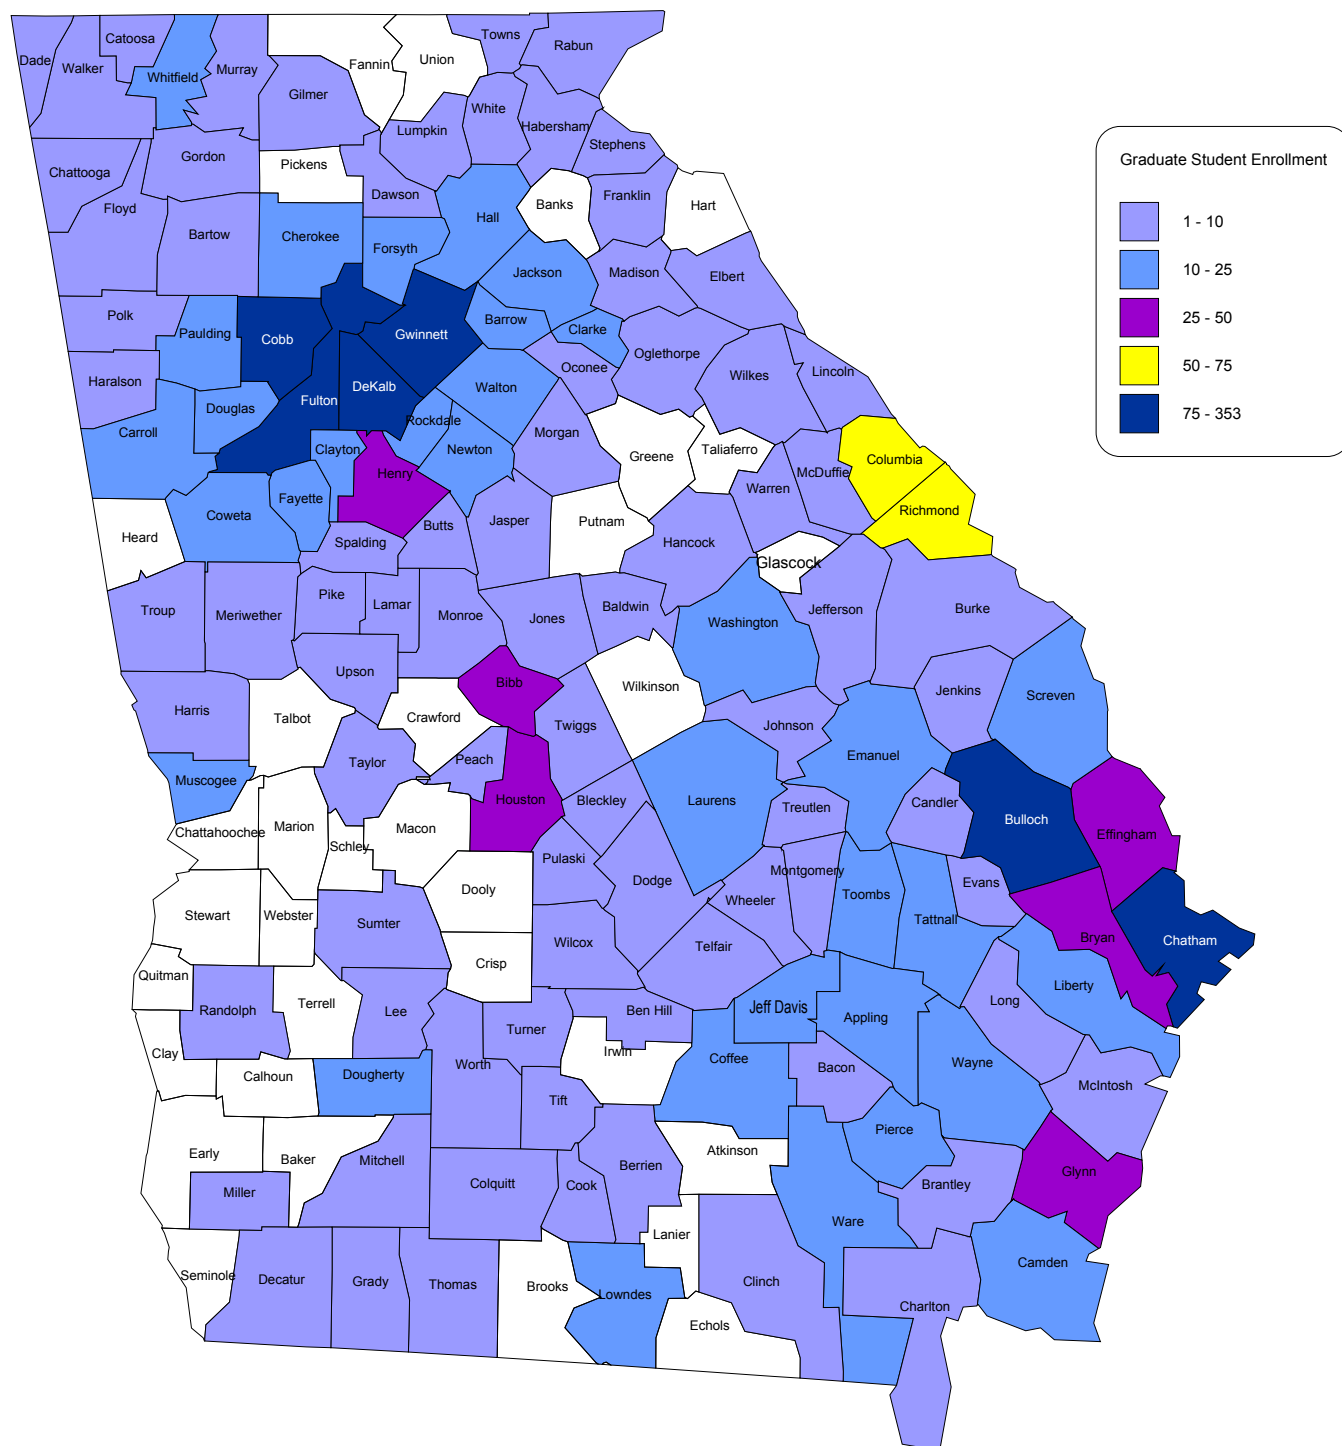 Fannin
Union
Towns
Rabun
Catoosa
Dade
Walker
Whitfield
Murray
Gilmer
White
Lumpkin
Habersham
Stephens
Gordon
Pickens
Chattooga
Dawson
Franklin
Hart
Banks
Floyd
Hall
Bartow
Cherokee
Forsyth
Jackson
Madison
Elbert
Polk
Paulding
Cobb
Gwinnett
Barrow
Clarke
Oglethorpe
Oconee
Wilkes
Lincoln
Haralson
DeKalb
Walton
Fulton
Douglas
Rockdale
Carroll
Morgan
Clayton
Newton
Greene
Taliaferro
Columbia
Henry
McDuffie
Warren
Fayette
Richmond
Coweta
Heard
Spalding
Butts
Jasper
Putnam
Hancock
Glascock
Troup
Meriwether
Pike
Lamar
Monroe
Jones
Baldwin
Washington
Jefferson
Burke
Upson
Bibb
Wilkinson
Jenkins
Screven
Harris
Talbot
Crawford
Twiggs
Johnson
Taylor
Peach
Emanuel
Muscogee
Houston
Bleckley
Laurens
Treutlen
Candler
Bulloch
Effingham
Chattahoochee
Marion
Schley
Macon
Pulaski
Montgomery
Dodge
Dooly
Wheeler
Toombs
Evans
Stewart
Webster
Sumter
Tattnall
Bryan
Chatham
Wilcox
Telfair
Crisp
Quitman
Liberty
Terrell
Randolph
Lee
Ben Hill
Jeff Davis
Long
Turner
Appling
Clay
Irwin
Coffee
Worth
Bacon
Wayne
Calhoun
Dougherty
McIntosh
Tift
Pierce
Early
Baker
Mitchell
Atkinson
Berrien
Glynn
Miller
Colquitt
Cook
Brantley
Ware
Lanier
Seminole
Decatur
Grady
Thomas
Brooks
Lowndes
Clinch
Camden
Charlton
Echols
Graduate Student Enrollment
1 - 10
10 - 25
25 - 50
50 - 75
75 - 353